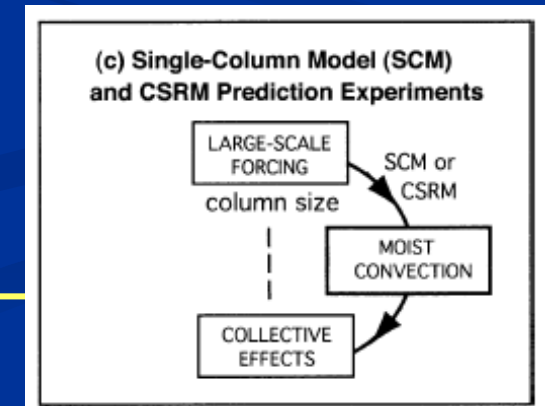 (c) Single-Column Model (SCM)
and CSRM Prediction Experiments
LARGE-SCALE
FORCING
SCM or
CSRM
column size
MOIST
CONVECTION
COLLECTIVE
EFFECTS